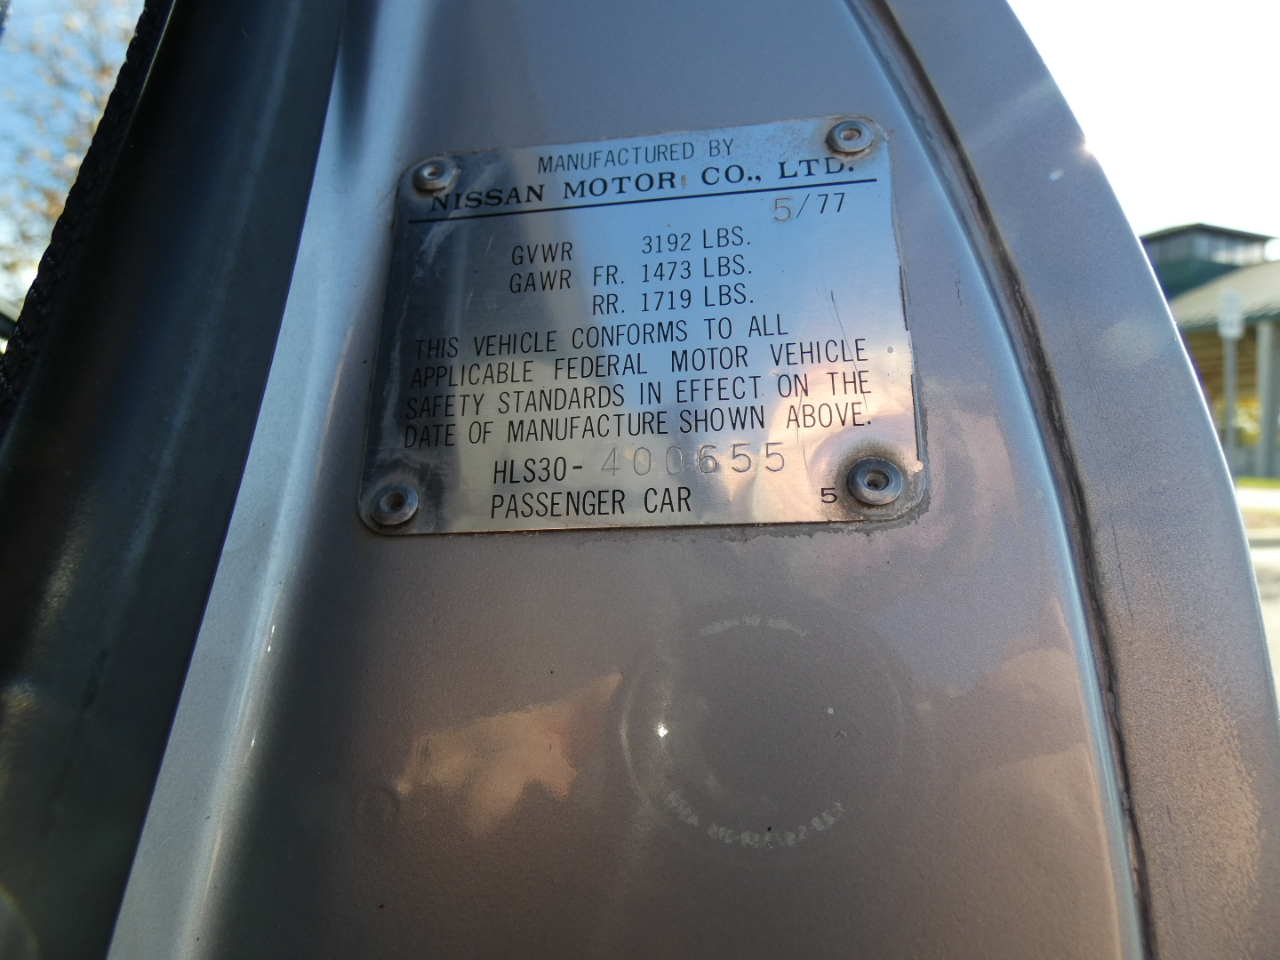 MANUFACTURED BY
NISSAN MOTOR CO., LTD.
5/77
GVWR 3192 LBS.
GAWR FR. 1473 LBS.
RR. 1719 LBS.
THIS VEHICLE CONFORMS TO ALL
APPLICABLE FEDERAL MOTOR VEHICLE
SAFETY STANDARDS IN EFFECT ON THE
DATE OF MANUFACTURE SHOWN ABOVE.
HLS30-400655
PASSENGER CAR 5